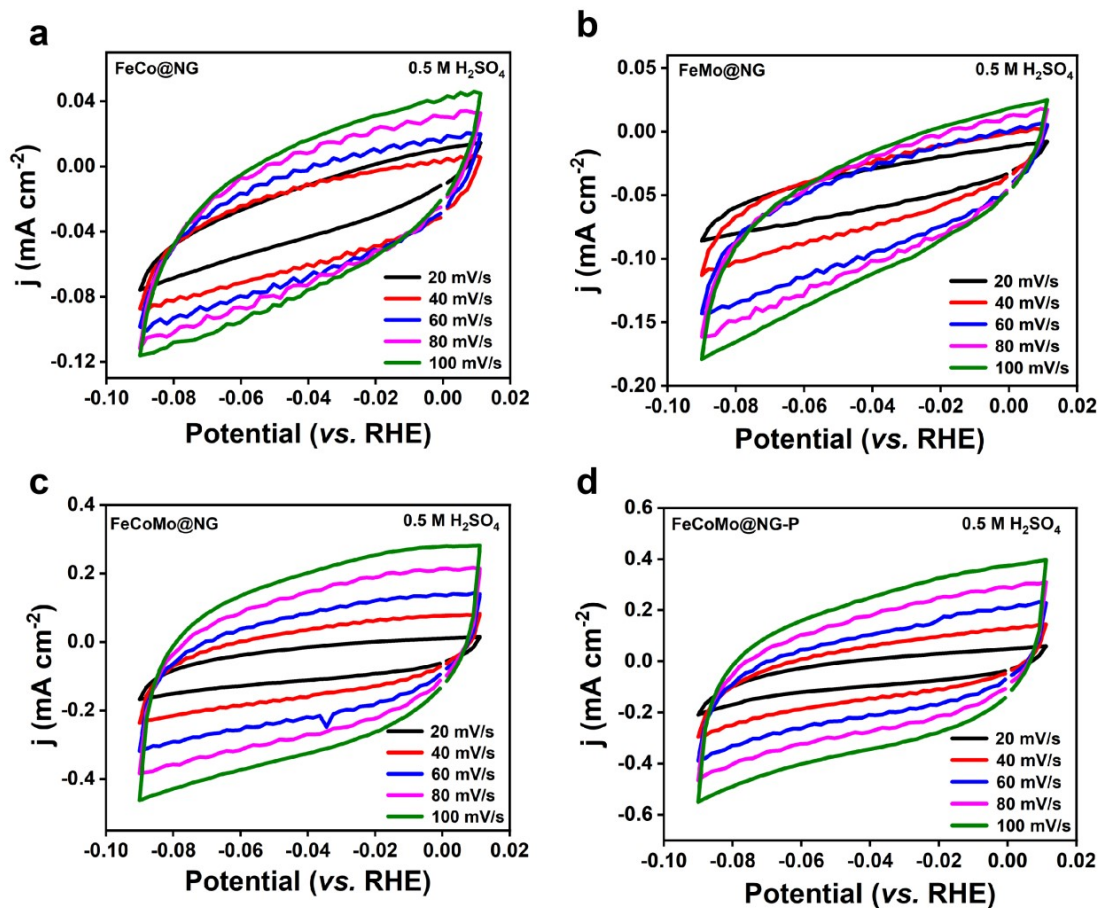 a
FeCo@NG 0.5 M H₂SO₄
j (mA cm⁻²)
0.04
0.00
-0.04
-0.08
-0.12
20 mV/s
40 mV/s
60 mV/s
80 mV/s
100 mV/s
-0.10 -0.08 -0.06 -0.04 -0.02 0.00 0.02
Potential (vs. RHE)
b
FeMo@NG 0.5 M H₂SO₄
j (mA cm⁻²)
0.05
0.00
-0.05
-0.10
-0.15
-0.20
20 mV/s
40 mV/s
60 mV/s
80 mV/s
100 mV/s
-0.10 -0.08 -0.06 -0.04 -0.02 0.00 0.02
Potential (vs. RHE)
c
FeCoMo@NG 0.5 M H₂SO₄
j (mA cm⁻²)
0.4
0.2
0.0
-0.2
-0.4
20 mV/s
40 mV/s
60 mV/s
80 mV/s
100 mV/s
-0.10 -0.08 -0.06 -0.04 -0.02 0.00 0.02
Potential (vs. RHE)
d
FeCoMo@NG-P 0.5 M H₂SO₄
j (mA cm⁻²)
0.6
0.4
0.2
0.0
-0.2
-0.4
-0.6
20 mV/s
40 mV/s
60 mV/s
80 mV/s
100 mV/s
-0.10 -0.08 -0.06 -0.04 -0.02 0.00 0.02
Potential (vs. RHE)